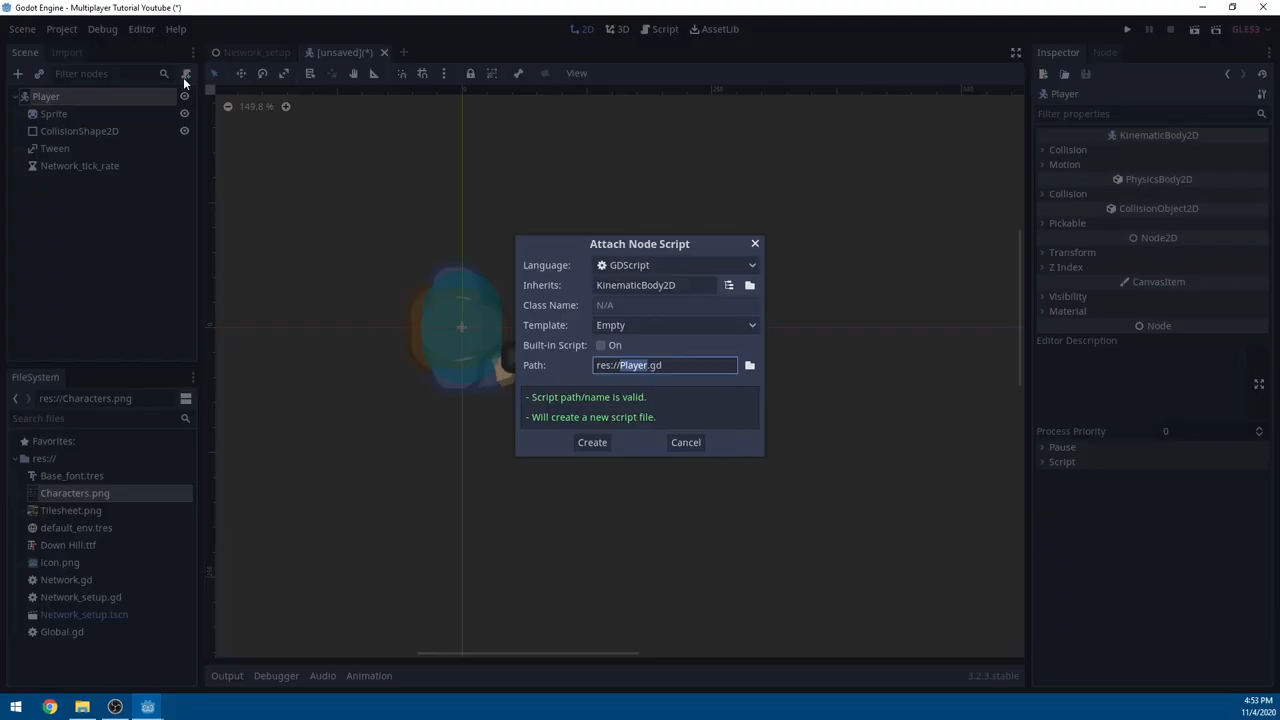 Godot Engine - Multiplayer Tutorial Youtube (*)
Scene Project Debug Editor Help
2D 3D Script AssetLib
GLES3
Scene Import
Network_setup [unsaved](*)
Inspector Node
Filter nodes
View
Player
Sprite
CollisionShape2D
Tween
Network_tick_rate
149.8 %
0
250
500
0
250
Attach Node Script
Language: GDScript
Inherits: KinematicBody2D
Class Name: N/A
Template: Empty
Built-in Script: On
Path: res://Player.gd
- Script path/name is valid.
- Will create a new script file.
Create Cancel
Player
Filter properties
KinematicBody2D
Collision
Motion
PhysicsBody2D
Collision
CollisionObject2D
Pickable
Node2D
Transform
Z Index
CanvasItem
Visibility
Material
Node
Editor Description
Process Priority 0
Pause
Script
FileSystem
res://Characters.png
Search files
Favorites:
res://
Base_font.tres
Characters.png
Tilesheet.png
default_env.tres
Down Hill.ttf
icon.png
Network.gd
Network_setup.gd
Network_setup.tscn
Global.gd
Output Debugger Audio Animation
3.2.3.stable
4:53 PM
11/4/2020